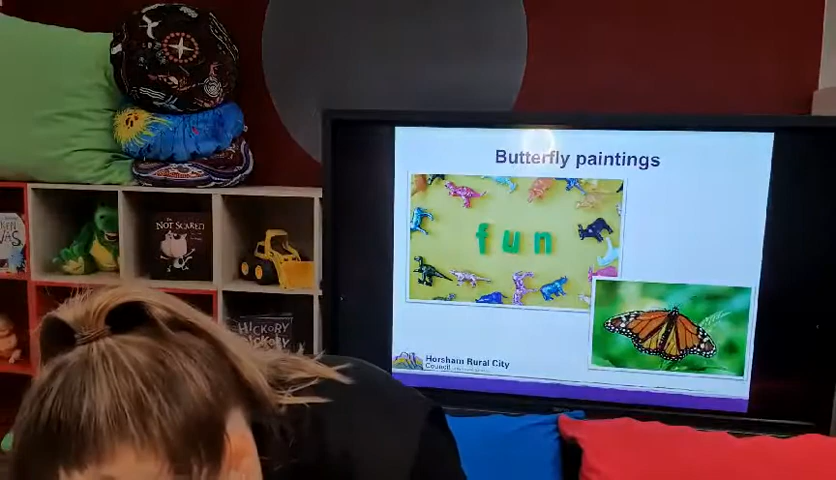 Butterfly paintings
fun
NOT SCARED
Horsham Rural City
Council
HICKORY